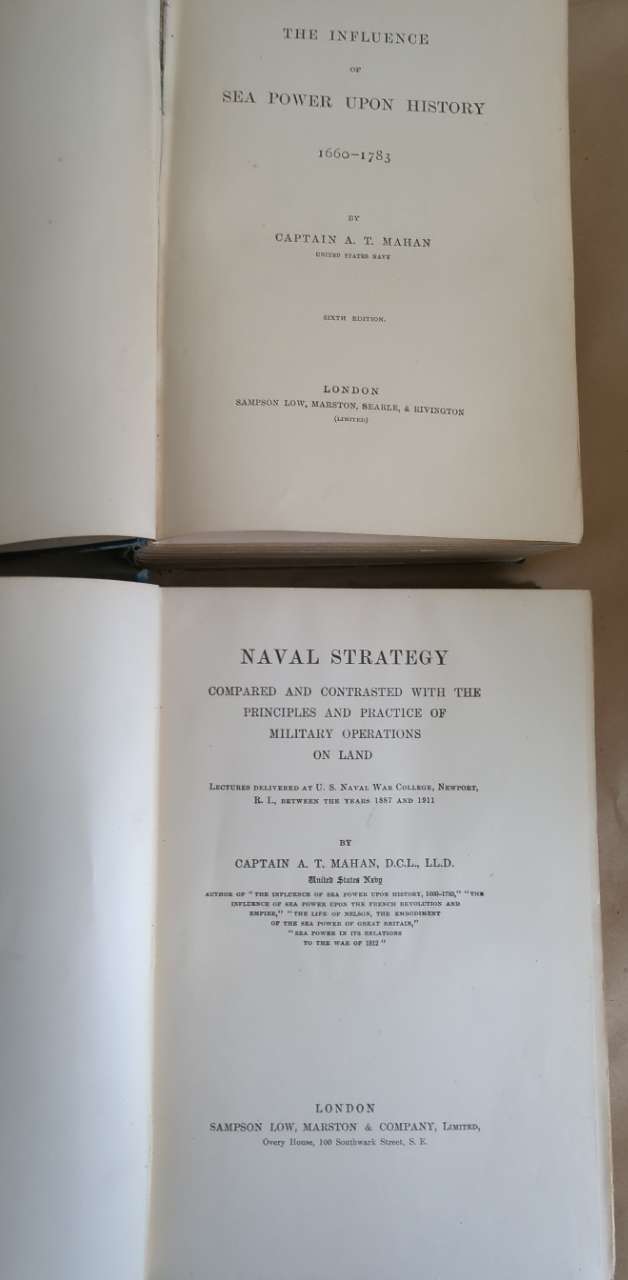 THE INFLUENCE
OF
SEA POWER UPON HISTORY
1660–1783
BY
CAPTAIN A. T. MAHAN
UNITED STATES NAVY
SIXTH EDITION.
LONDON
SAMPSON LOW, MARSTON, SEARLE, & RIVINGTON
(LIMITED)
NAVAL STRATEGY
COMPARED AND CONTRASTED WITH THE
PRINCIPLES AND PRACTICE OF
MILITARY OPERATIONS
ON LAND
LECTURES DELIVERED AT U. S. NAVAL WAR COLLEGE, NEWPORT,
R. I., BETWEEN THE YEARS 1887 AND 1911
BY
CAPTAIN A. T. MAHAN, D.C.L., LL.D.
United States Navy
AUTHOR OF "THE INFLUENCE OF SEA POWER UPON HISTORY, 1660–1783," "THE
INFLUENCE OF SEA POWER UPON THE FRENCH REVOLUTION AND
EMPIRE," "THE LIFE OF NELSON, THE EMBODIMENT
OF THE SEA POWER OF GREAT BRITAIN,"
"SEA POWER IN ITS RELATIONS
TO THE WAR OF 1812"
LONDON
SAMPSON LOW, MARSTON & COMPANY, LIMITED,
Overy House, 100 Southwark Street, S. E.